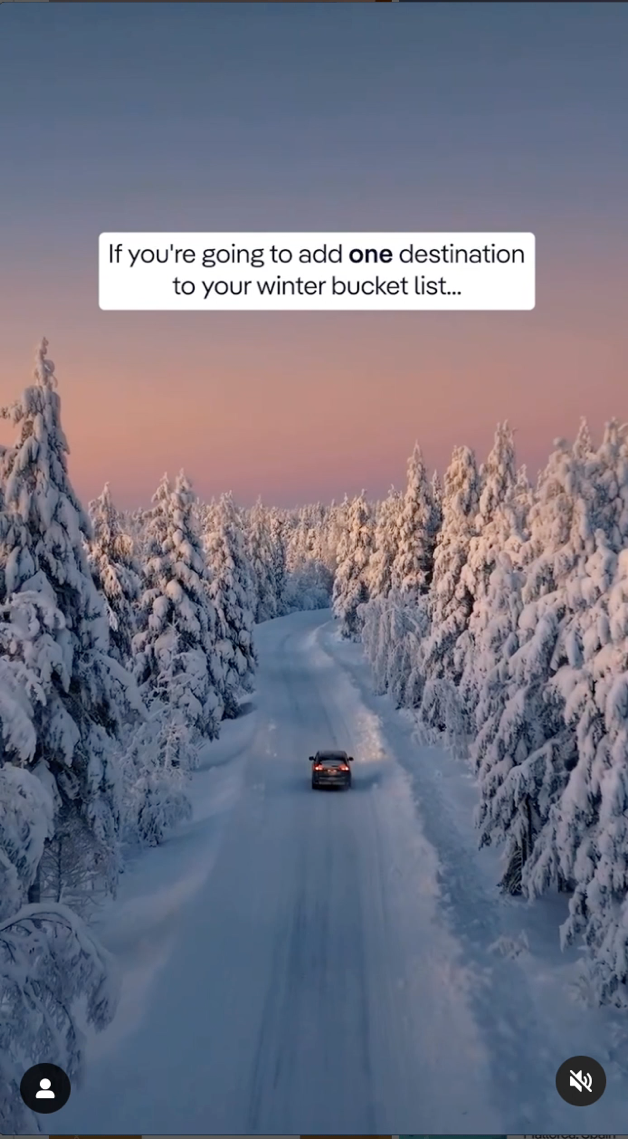 If you're going to add one destination
to your winter bucket list...